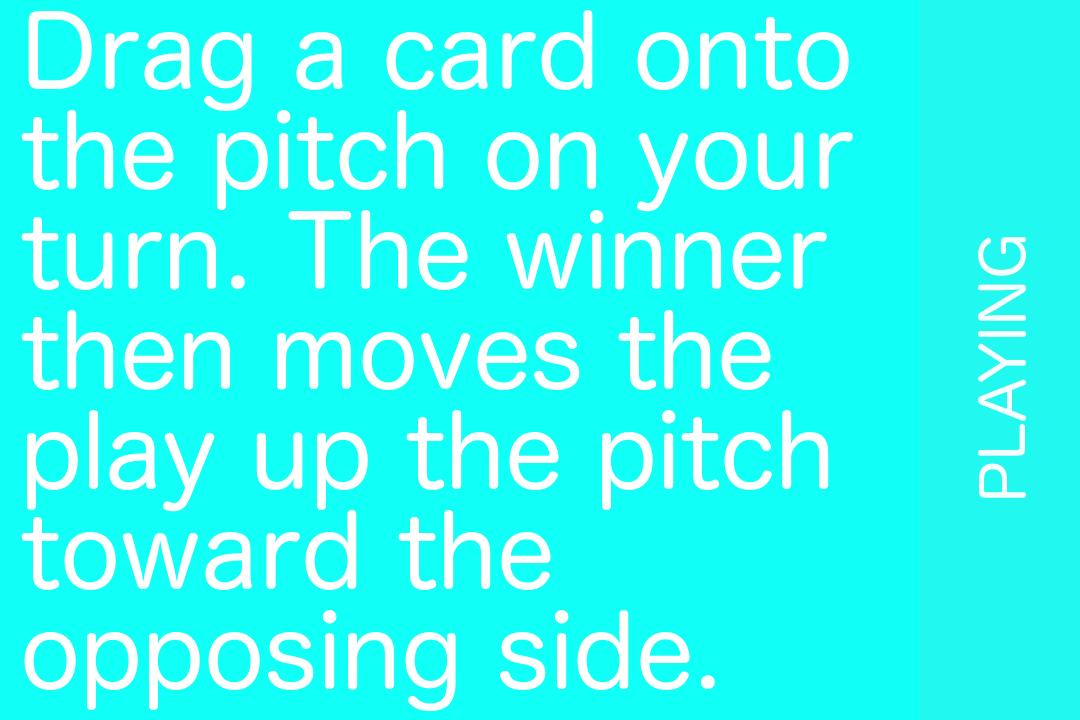 Drag a card onto
the pitch on your
turn. The winner
then moves the
play up the pitch
toward the
opposing side.
PLAYING